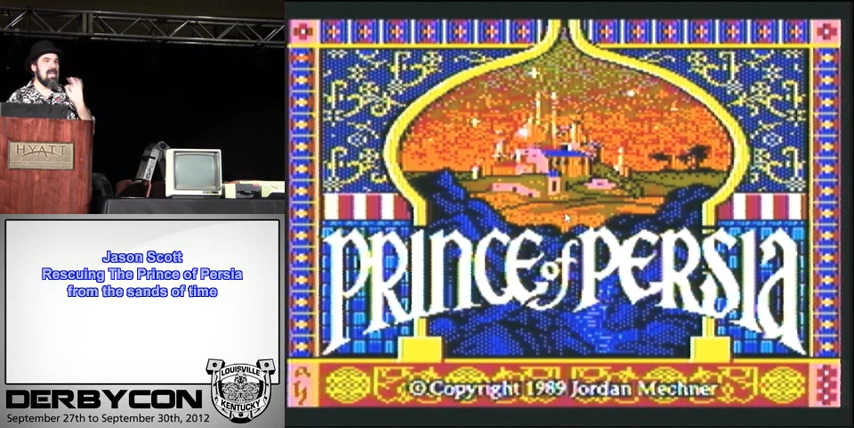 HYATT
Jason Scott
Rescuing The Prince of Persia
from the sands of time
DERBYCON
LOUISVILLE
KENTUCKY
September 27th to September 30th, 2012
PRINCE of PERSIA
©Copyright 1989 Jordan Mechner